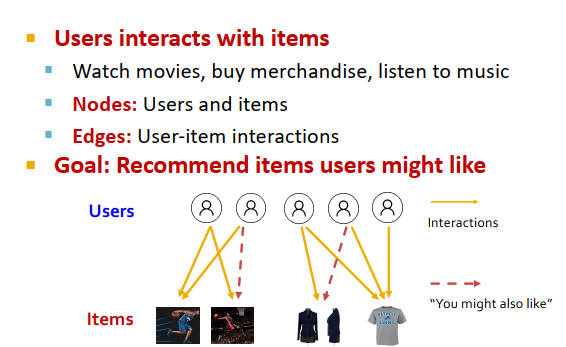 Users interacts with items
Watch movies, buy merchandise, listen to music
Nodes: Users and items
Edges: User-item interactions
Goal: Recommend items users might like
Users
Interactions
"You might also like"
Items